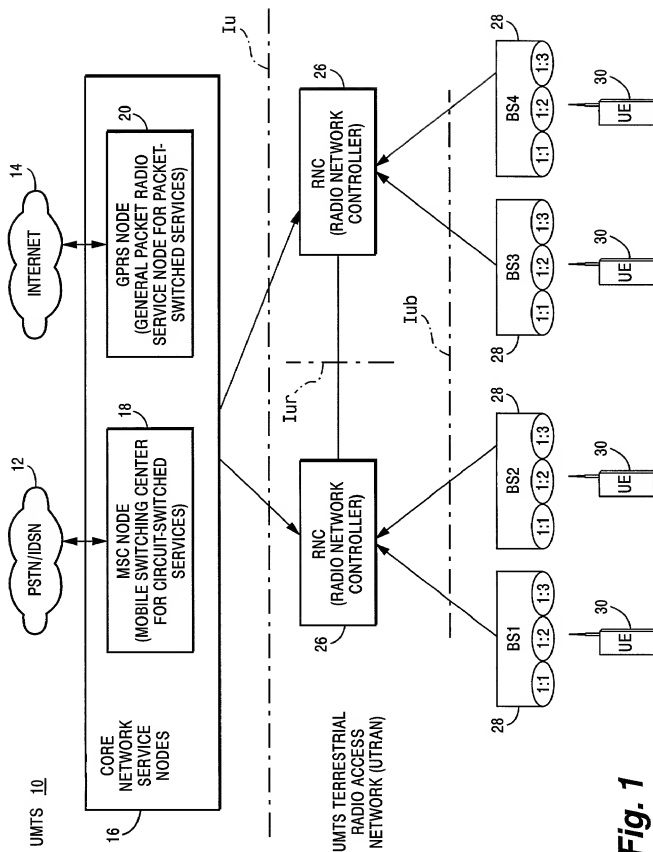 UMTS 10
PSTN/IDSN
12
INTERNET
14
CORE
NETWORK
SERVICE
NODES
16
MSC NODE
(MOBILE SWITCHING CENTER
FOR CIRCUIT-SWITCHED
SERVICES)
18
GPRS NODE
(GENERAL PACKET RADIO
SERVICE NODE FOR PACKET-
SWITCHED SERVICES)
20
Iu
UMTS TERRESTRIAL
RADIO ACCESS
NETWORK (UTRAN)
RNC
(RADIO NETWORK
CONTROLLER)
26
Iur
RNC
(RADIO NETWORK
CONTROLLER)
26
Iub
28
BS1
1:1 1:2 1:3
28
BS2
1:1 1:2 1:3
28
BS3
1:1 1:2 1:3
28
BS4
1:1 1:2 1:3
30
UE
30
UE
30
UE
30
UE
Fig. 1